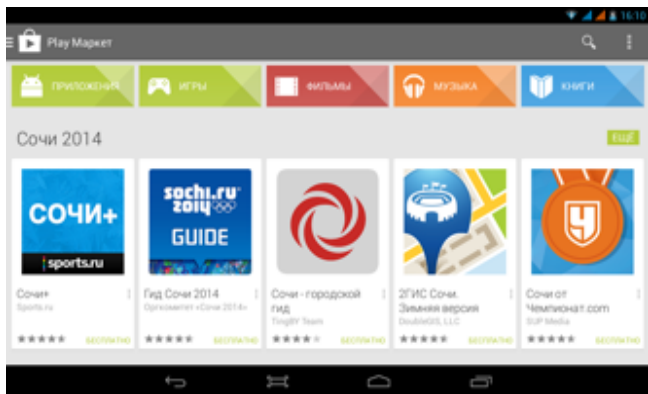 16:10
Play Маркет
ПРИЛОЖЕНИЯ
ИГРЫ
ФИЛЬМЫ
МУЗЫКА
КНИГИ
Сочи 2014
ЕЩЁ
СОЧИ+
sports.ru
sochi.ru
2014
GUIDE
Сочи+
Sports.ru
БЕСПЛАТНО
Гид Сочи 2014
Оргкомитет «Сочи 2014»
БЕСПЛАТНО
Сочи - городской
гид
TingBY Team
БЕСПЛАТНО
2ГИС Сочи.
Зимняя версия
DoubleGIS, LLC
БЕСПЛАТНО
Сочи от
Чемпионат.com
SUP Media
БЕСПЛАТНО